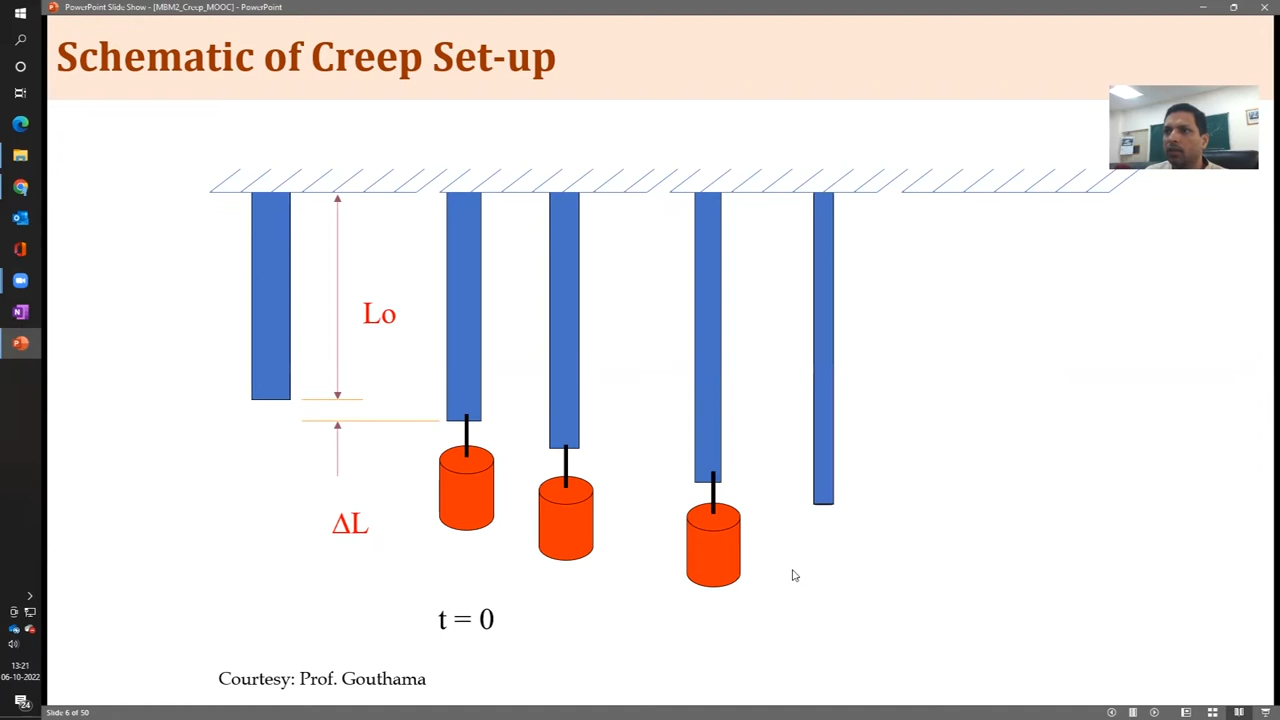 PowerPoint Slide Show - [MBM2_Creep_MOOC] - PowerPoint
Schematic of Creep Set-up
Lo
ΔL
t = 0
Courtesy: Prof. Gouthama
13:21
06-10-2022
24
Slide 6 of 50